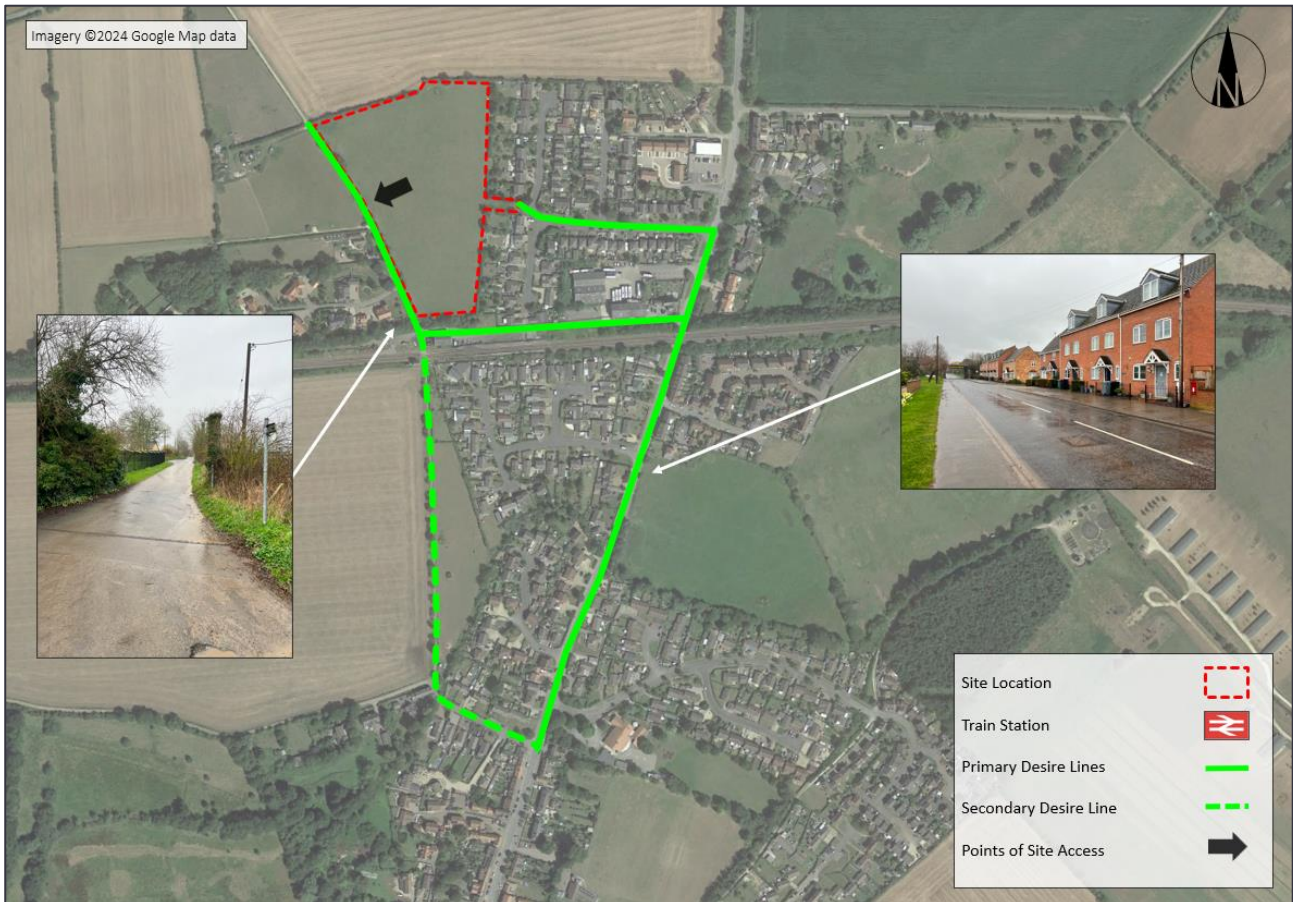 Imagery ©2024 Google Map data
N
Site Location
Train Station
Primary Desire Lines
Secondary Desire Line
Points of Site Access